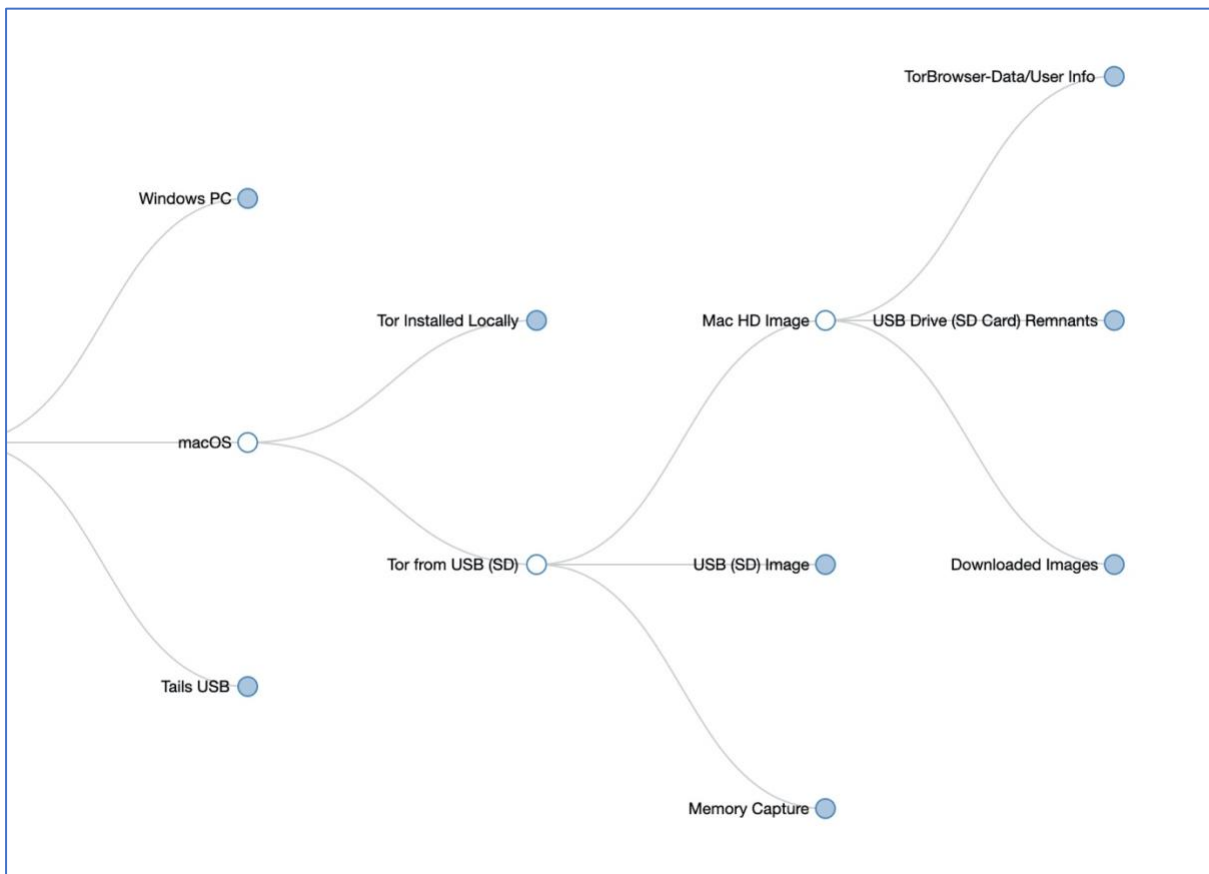 TorBrowser-Data/User Info
Windows PC
Tor Installed Locally
Mac HD Image
USB Drive (SD Card) Remnants
macOS
Tor from USB (SD)
USB (SD) Image
Downloaded Images
Tails USB
Memory Capture